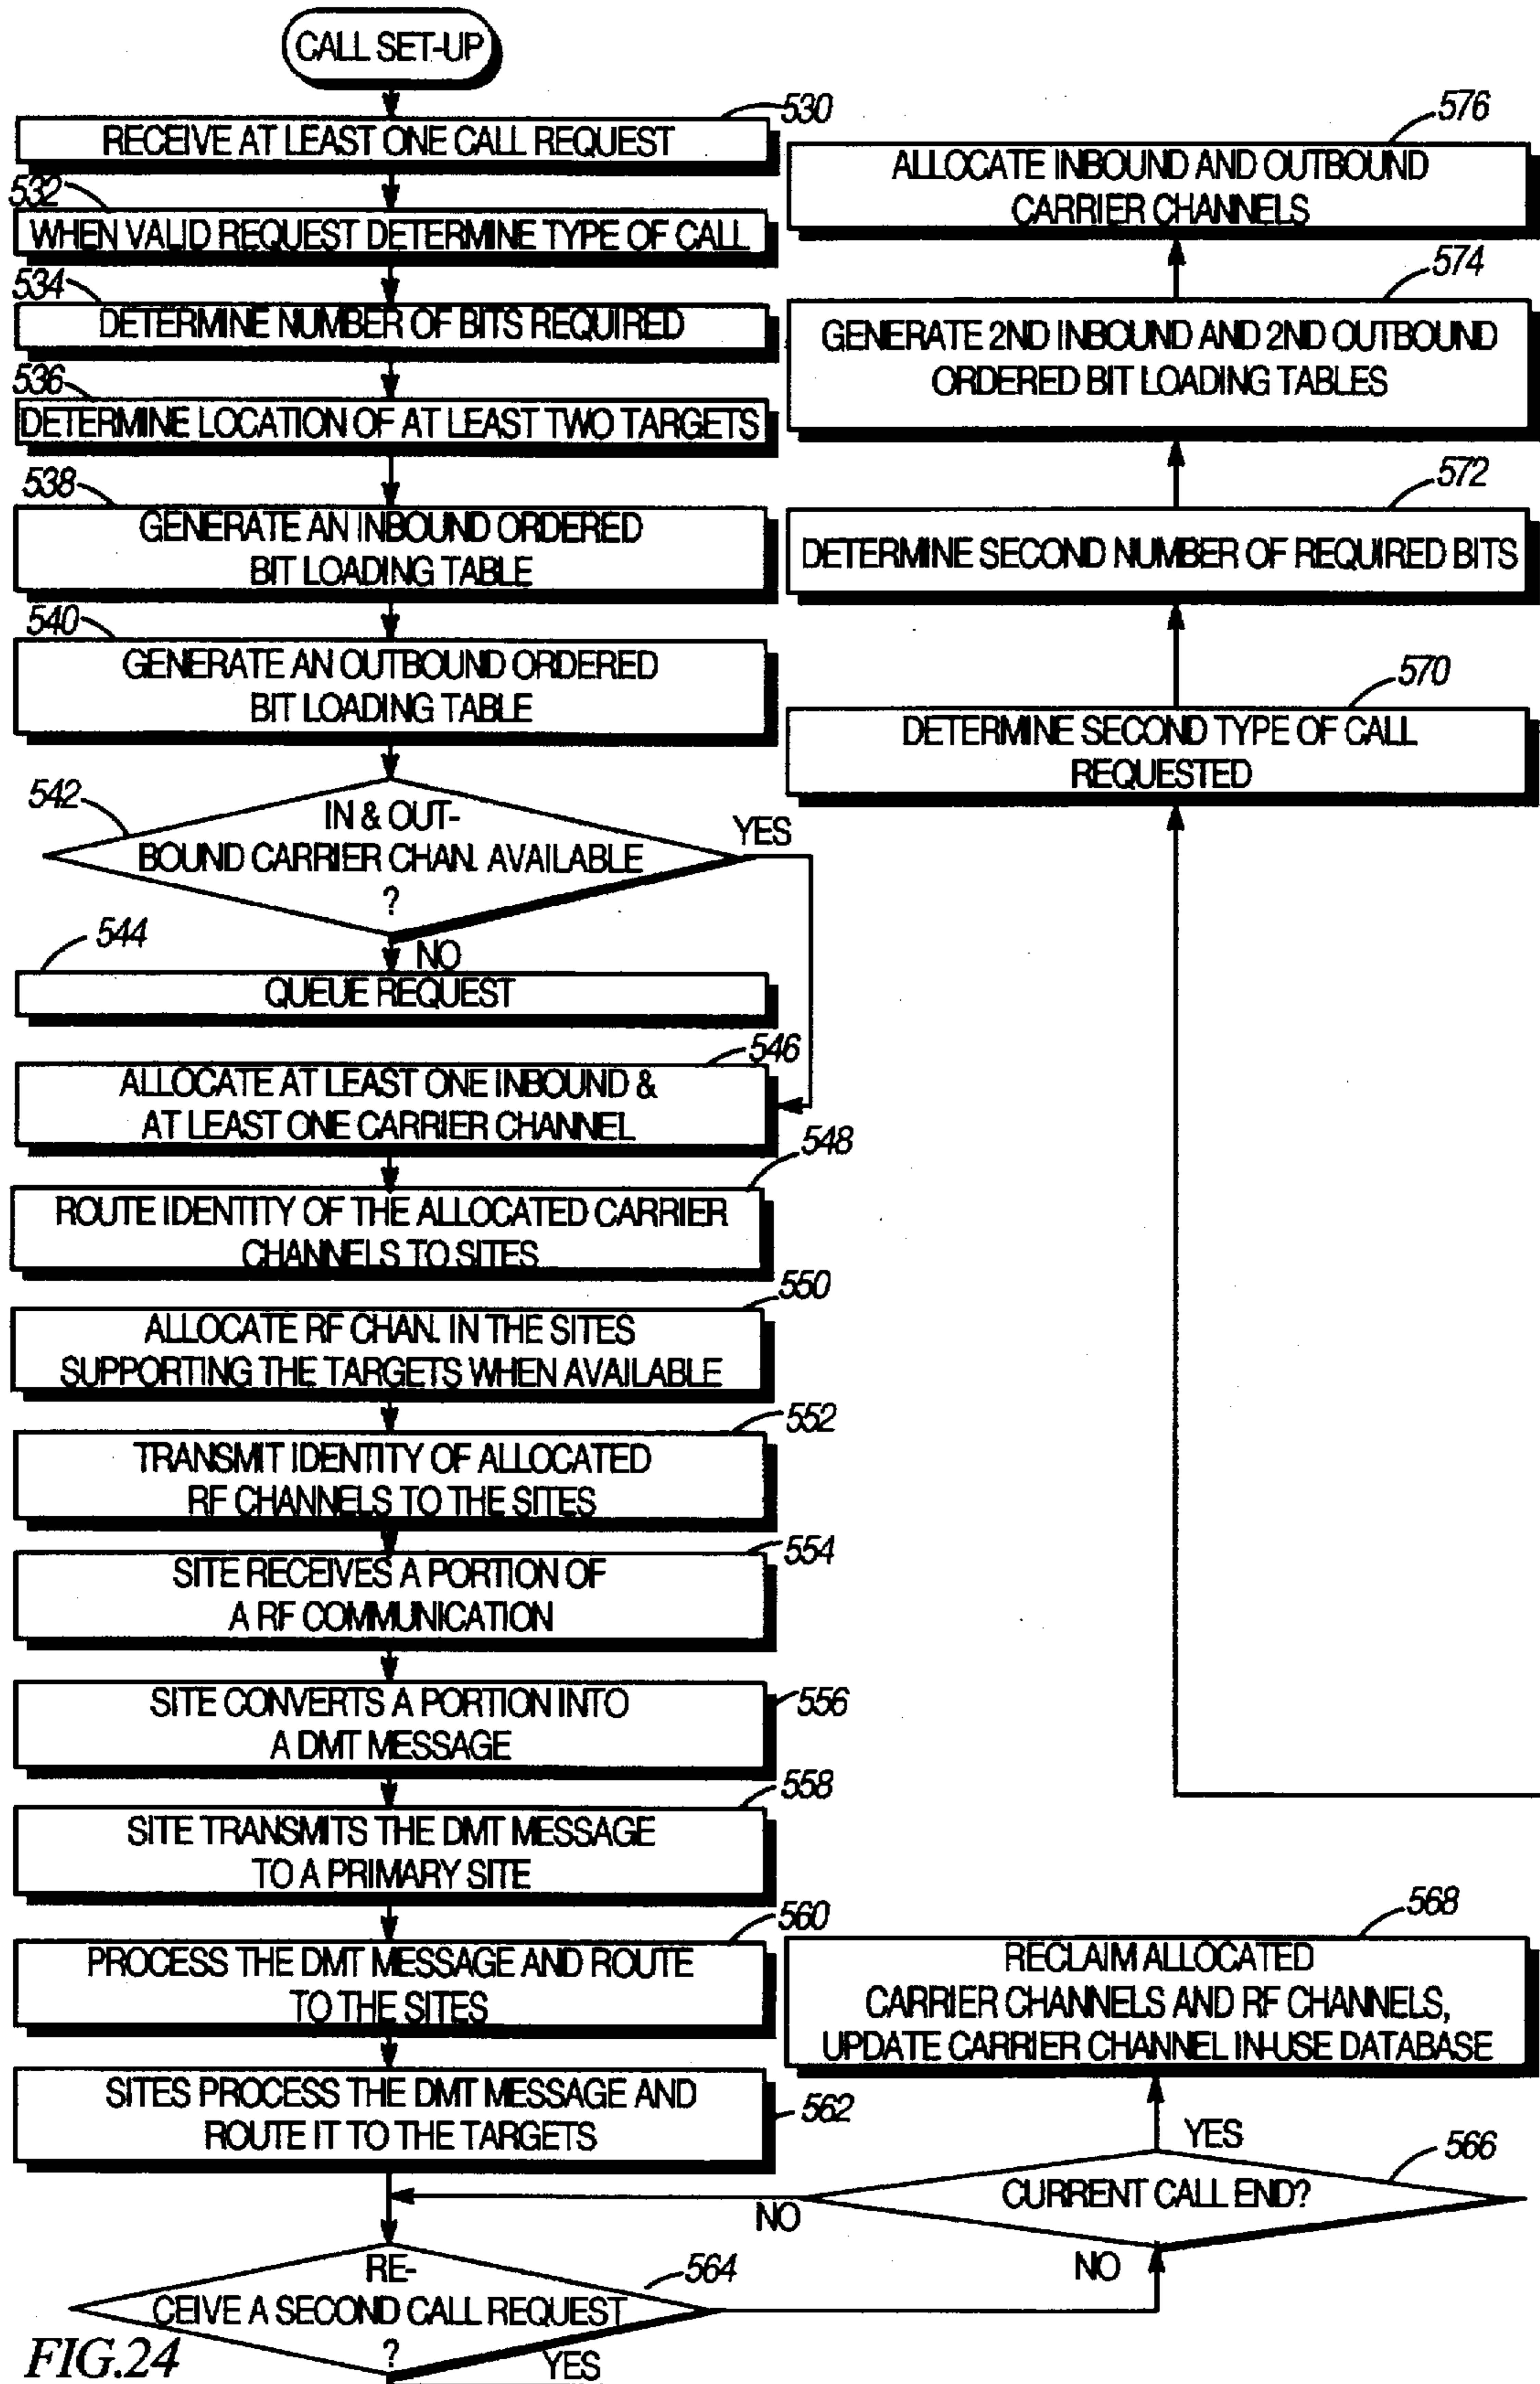 CALL SET-UP
530
RECEIVE AT LEAST ONE CALL REQUEST
532
WHEN VALID REQUEST DETERMINE TYPE OF CALL
534
DETERMINE NUMBER OF BITS REQUIRED
536
DETERMINE LOCATION OF AT LEAST TWO TARGETS
538
GENERATE AN INBOUND ORDERED
BIT LOADING TABLE
540
GENERATE AN OUTBOUND ORDERED
BIT LOADING TABLE
542
IN & OUT-
BOUND CARRIER CHAN. AVAILABLE
?
YES
NO
544
QUEUE REQUEST
546
ALLOCATE AT LEAST ONE INBOUND &
AT LEAST ONE CARRIER CHANNEL
548
ROUTE IDENTITY OF THE ALLOCATED CARRIER
CHANNELS TO SITES
550
ALLOCATE RF CHAN. IN THE SITES
SUPPORTING THE TARGETS WHEN AVAILABLE
552
TRANSMIT IDENTITY OF ALLOCATED
RF CHANNELS TO THE SITES
554
SITE RECEIVES A PORTION OF
A RF COMMUNICATION
556
SITE CONVERTS A PORTION INTO
A DMT MESSAGE
558
SITE TRANSMITS THE DMT MESSAGE
TO A PRIMARY SITE
560
PROCESS THE DMT MESSAGE AND ROUTE
TO THE SITES
562
SITES PROCESS THE DMT MESSAGE AND
ROUTE IT TO THE TARGETS
564
RE-
CEIVE A SECOND CALL REQUEST
?
YES
NO
566
CURRENT CALL END?
NO
YES
568
RECLAIM ALLOCATED
CARRIER CHANNELS AND RF CHANNELS,
UPDATE CARRIER CHANNEL IN-USE DATABASE
570
DETERMINE SECOND TYPE OF CALL
REQUESTED
572
DETERMINE SECOND NUMBER OF REQUIRED BITS
574
GENERATE 2ND INBOUND AND 2ND OUTBOUND
ORDERED BIT LOADING TABLES
576
ALLOCATE INBOUND AND OUTBOUND
CARRIER CHANNELS
FIG.24